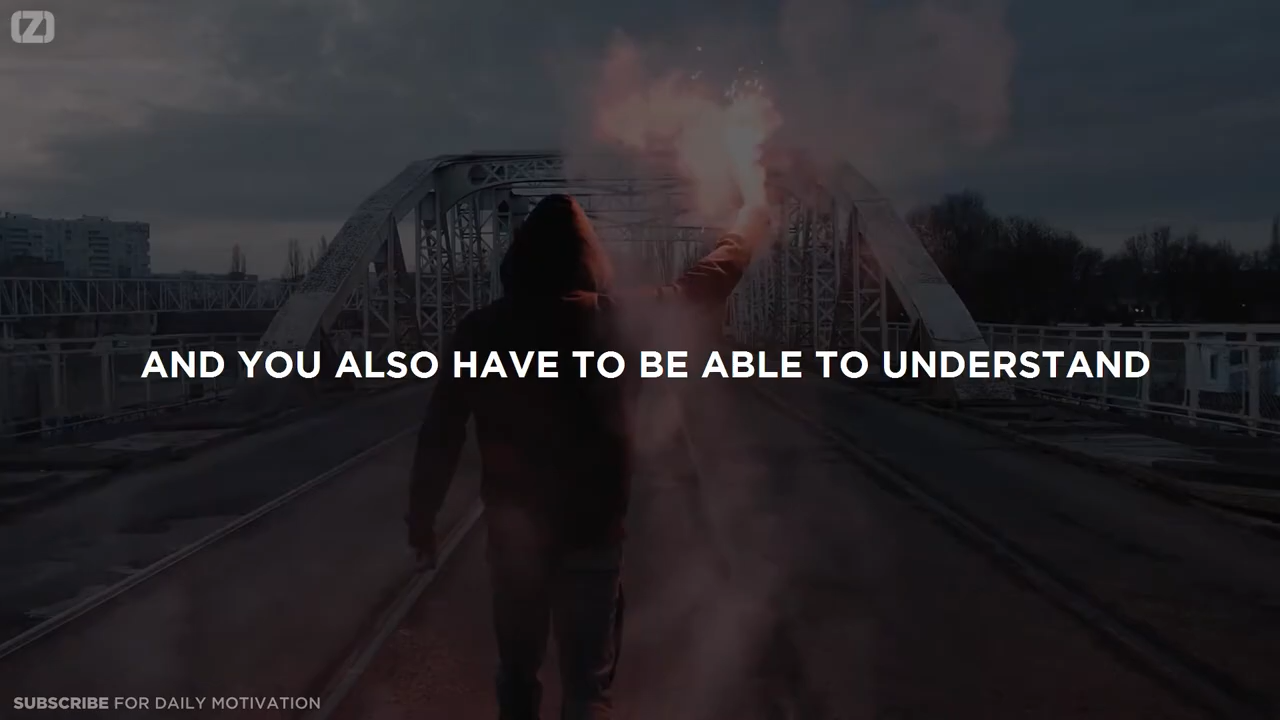 Z
AND YOU ALSO HAVE TO BE ABLE TO UNDERSTAND
SUBSCRIBE FOR DAILY MOTIVATION